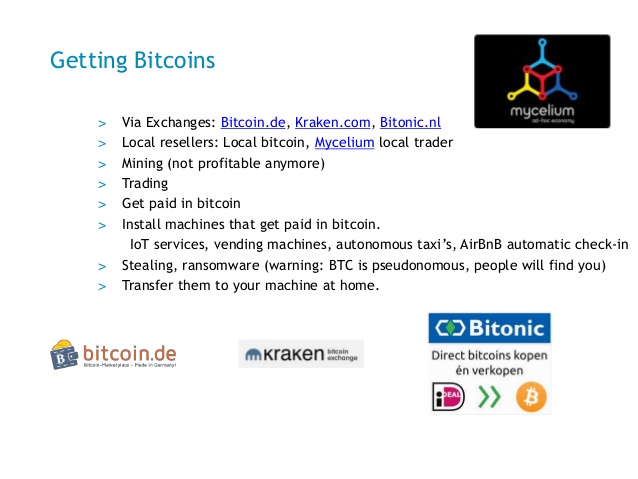 Getting Bitcoins
mycelium
ad-hoc economy
> Via Exchanges: Bitcoin.de, Kraken.com, Bitonic.nl
> Local resellers: Local bitcoin, Mycelium local trader
> Mining (not profitable anymore)
> Trading
> Get paid in bitcoin
> Install machines that get paid in bitcoin.
IoT services, vending machines, autonomous taxi’s, AirBnB automatic check-in
> Stealing, ransomware (warning: BTC is pseudonomous, people will find you)
> Transfer them to your machine at home.
bitcoin.de
Bitcoin-Marketplace - Made in Germany!
KRAKEN bitcoin
exchange
Bitonic
Direct bitcoins kopen
én verkopen
iDEAL